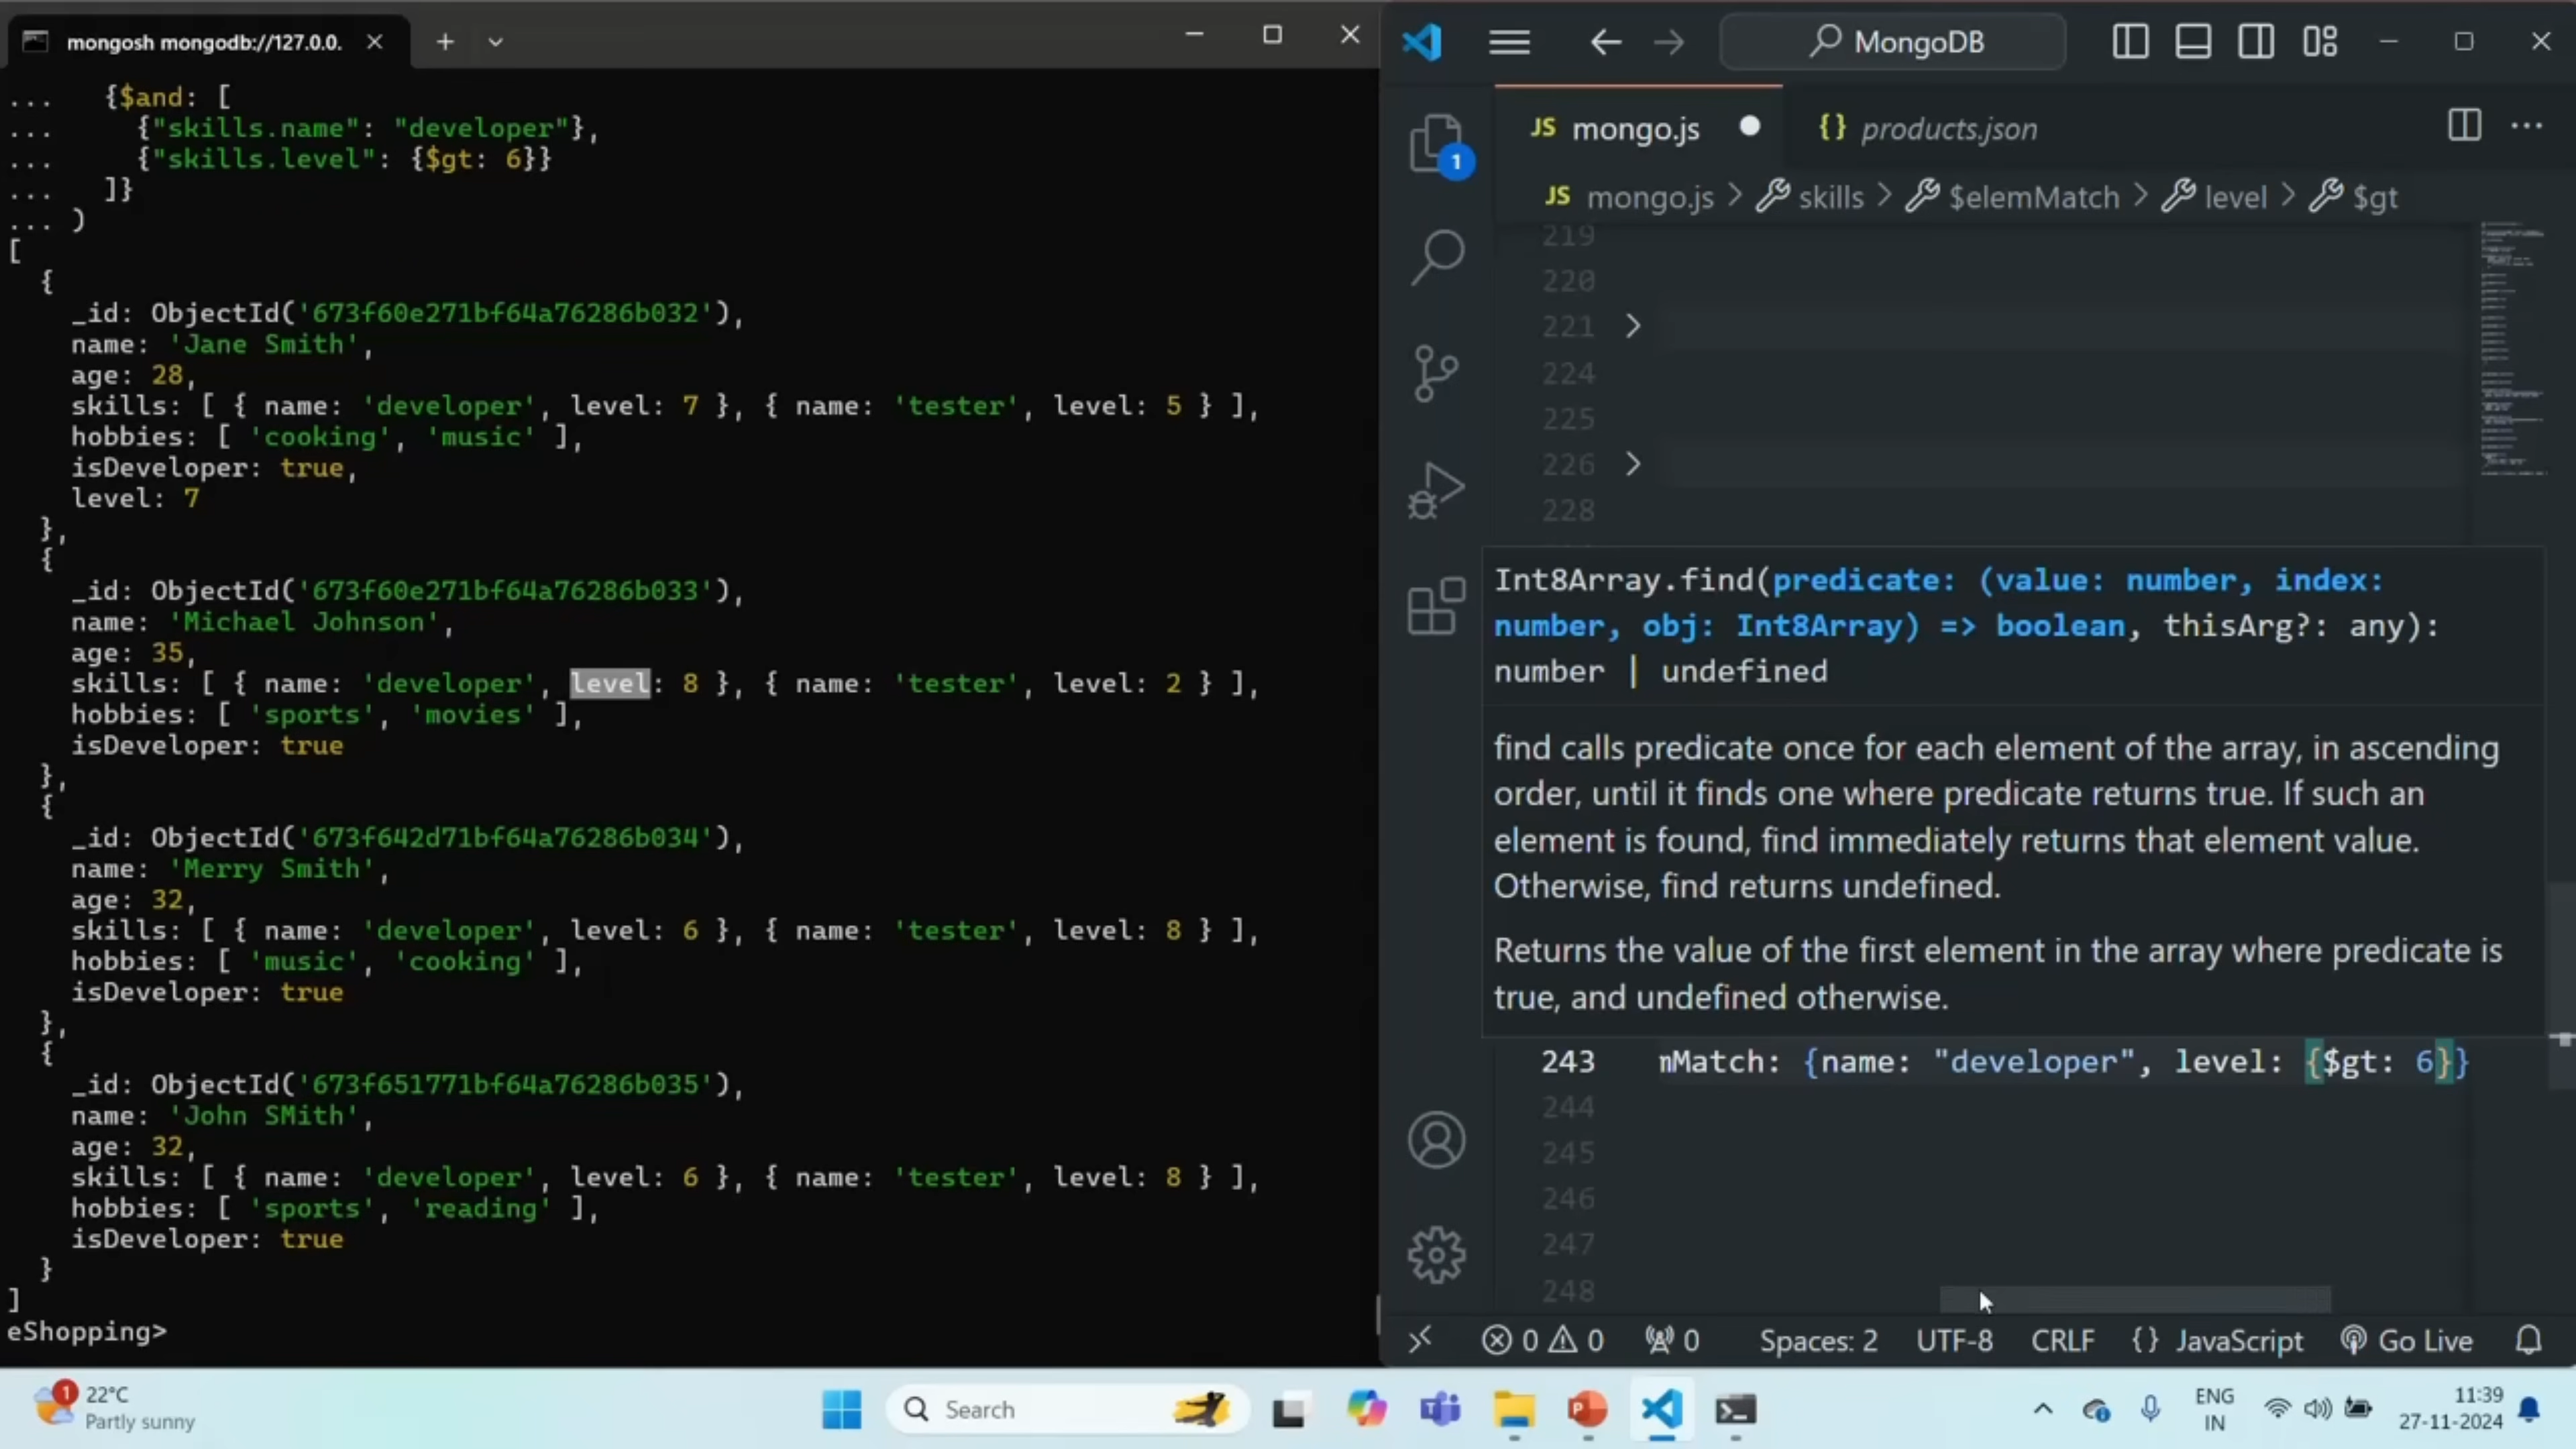 mongosh mongodb://127.0.0.
... {$and: [
... {"skills.name": "developer"},
... {"skills.level": {$gt: 6}}
... ]}
... )
[
{
_id: ObjectId('673f60e271bf64a76286b032'),
name: 'Jane Smith',
age: 28,
skills: [ { name: 'developer', level: 7 }, { name: 'tester', level: 5 } ],
hobbies: [ 'cooking', 'music' ],
isDeveloper: true,
level: 7
},
{
_id: ObjectId('673f60e271bf64a76286b033'),
name: 'Michael Johnson',
age: 35,
skills: [ { name: 'developer', level: 8 }, { name: 'tester', level: 2 } ],
hobbies: [ 'sports', 'movies' ],
isDeveloper: true
},
{
_id: ObjectId('673f642d71bf64a76286b034'),
name: 'Merry Smith',
age: 32,
skills: [ { name: 'developer', level: 6 }, { name: 'tester', level: 8 } ],
hobbies: [ 'music', 'cooking' ],
isDeveloper: true
},
{
_id: ObjectId('673f651771bf64a76286b035'),
name: 'John SMith',
age: 32,
skills: [ { name: 'developer', level: 6 }, { name: 'tester', level: 8 } ],
hobbies: [ 'sports', 'reading' ],
isDeveloper: true
}
]
eShopping>
MongoDB
JS mongo.js
{} products.json
1
JS mongo.js > skills > $elemMatch > level > $gt
219
220
221
224
225
226
228
Int8Array.find(predicate: (value: number, index:
number, obj: Int8Array) => boolean, thisArg?: any):
number | undefined
find calls predicate once for each element of the array, in ascending
order, until it finds one where predicate returns true. If such an
element is found, find immediately returns that element value.
Otherwise, find returns undefined.
Returns the value of the first element in the array where predicate is
true, and undefined otherwise.
243 mMatch: {name: "developer", level: {$gt: 6}}
244
245
246
247
248
0 0 0 Spaces: 2 UTF-8 CRLF {} JavaScript Go Live
1
22°C
Partly sunny
Search
ENG
IN
11:39
27-11-2024